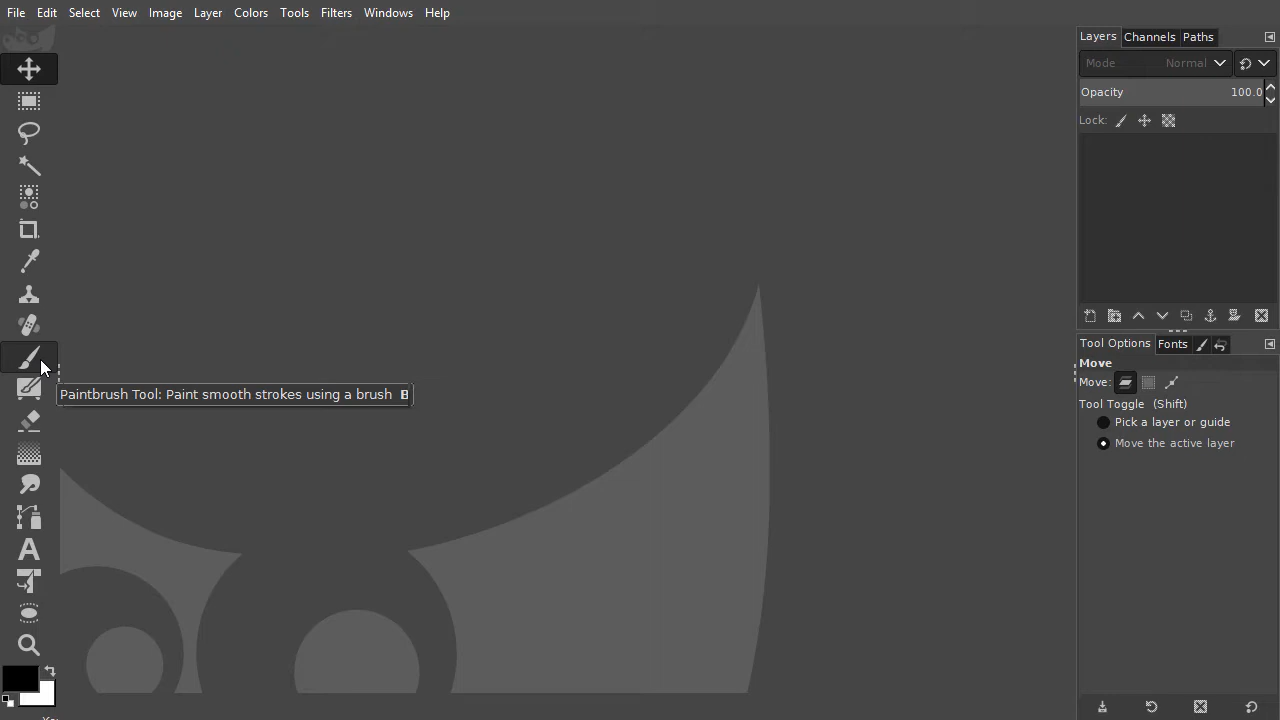 File Edit Select View Image Layer Colors Tools Filters Windows Help
Layers Channels Paths
Mode Normal
Opacity 100.0
Lock:
Paintbrush Tool: Paint smooth strokes using a brush
Tool Options Fonts
Move
Move:
Tool Toggle (Shift)
Pick a layer or guide
Move the active layer